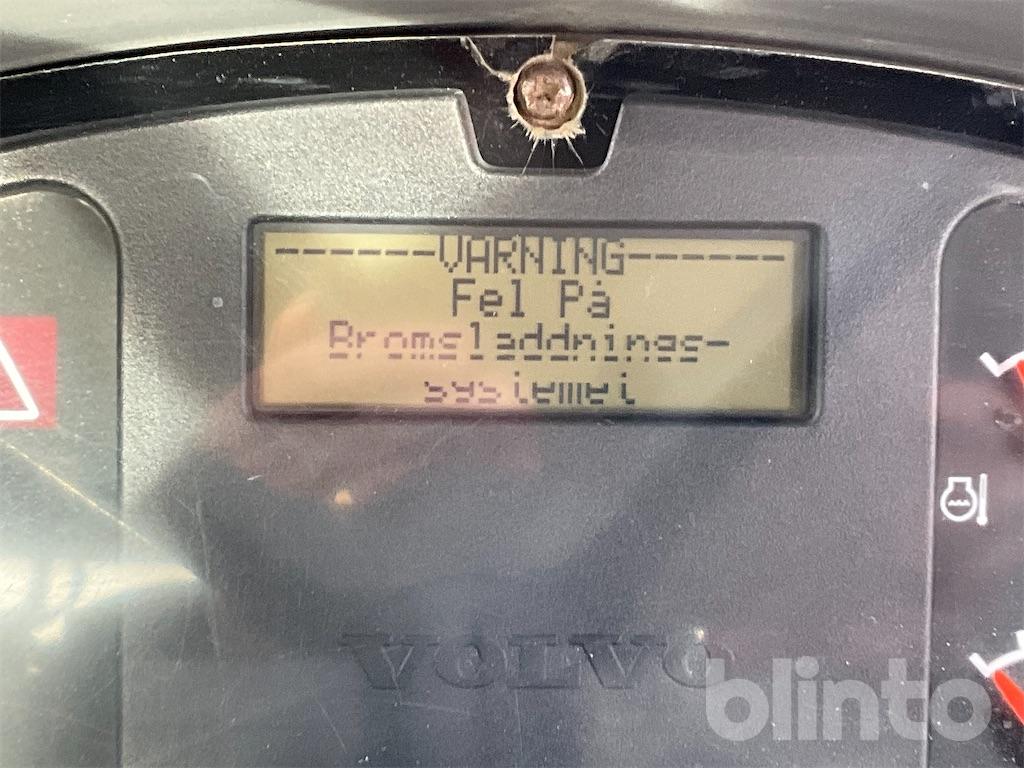 ------VARNING------
Fel På
Bromsladdnings-
systemet
VOLVO
blinto